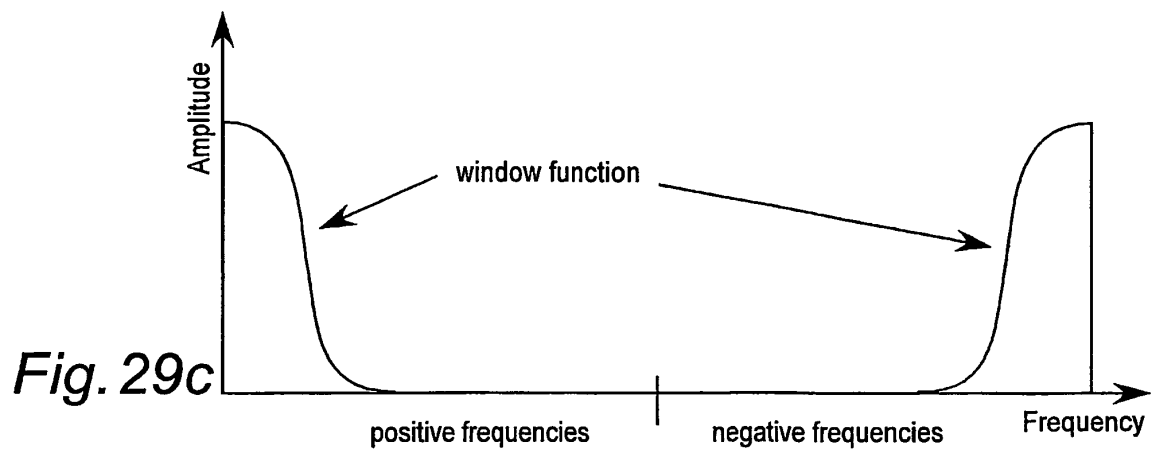 Amplitude
window function
Fig. 29c
positive frequencies
negative frequencies
Frequency